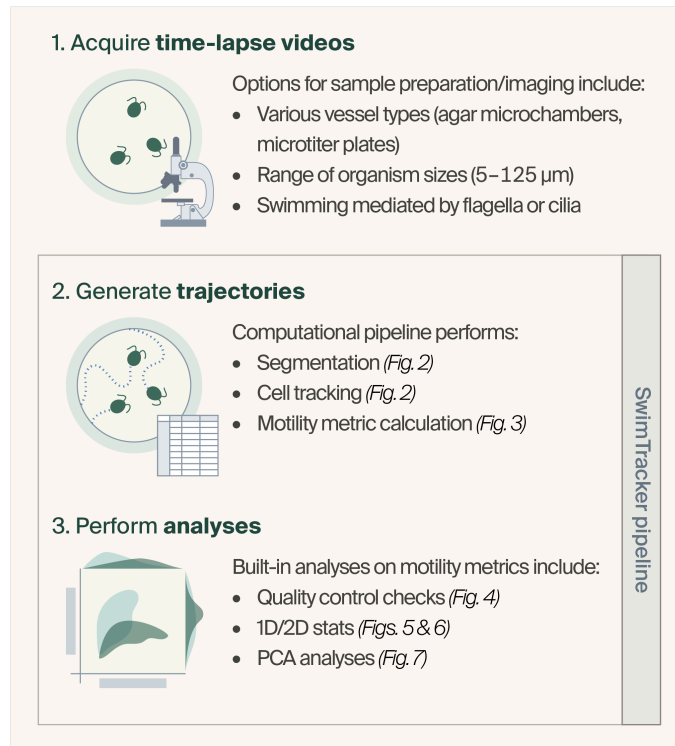 1. Acquire time-lapse videos
Options for sample preparation/imaging include:
• Various vessel types (agar microchambers,
microtiter plates)
• Range of organism sizes (5–125 μm)
• Swimming mediated by flagella or cilia
2. Generate trajectories
Computational pipeline performs:
• Segmentation (Fig. 2)
• Cell tracking (Fig. 2)
• Motility metric calculation (Fig. 3)
3. Perform analyses
Built-in analyses on motility metrics include:
• Quality control checks (Fig. 4)
• 1D/2D stats (Figs. 5 & 6)
• PCA analyses (Fig. 7)
SwimTracker pipeline